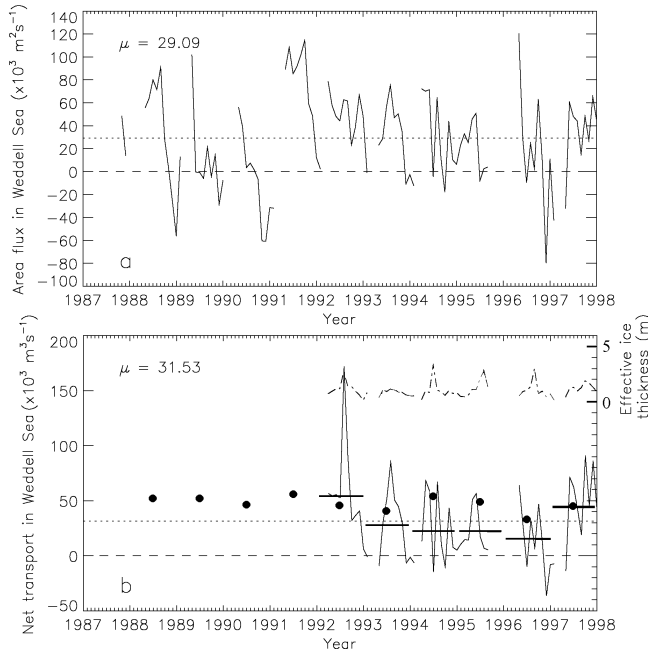 140
120
100
80
60
40
20
0
−20
−40
−60
−80
−100
Area flux in Weddell Sea (x10³ m²s⁻¹)
μ = 29.09
a
1987 1988 1989 1990 1991 1992 1993 1994 1995 1996 1997 1998
Year
200
150
100
50
0
−50
Net transport in Weddell Sea (x10³ m³s⁻¹)
μ = 31.53
b
5
0
Effective ice
thickness (m)
1987 1988 1989 1990 1991 1992 1993 1994 1995 1996 1997 1998
Year